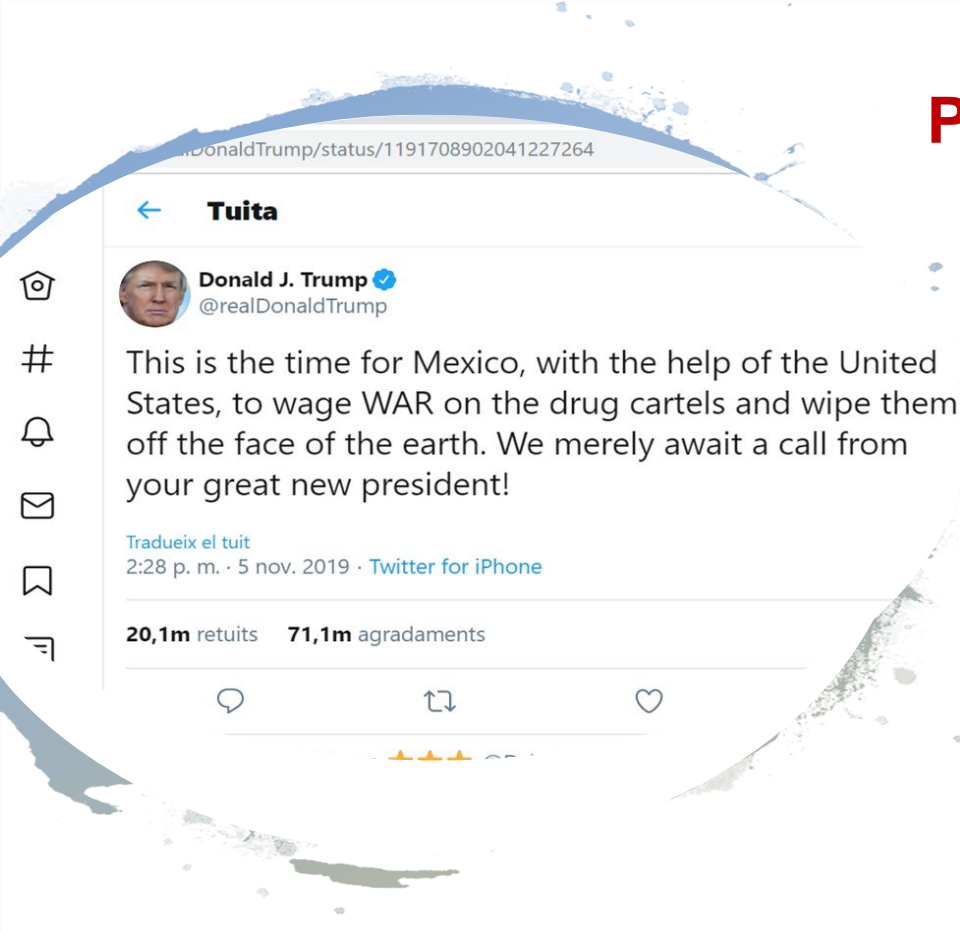 P
DonaldTrump/status/1191708902041227264
Tuita
Donald J. Trump
@realDonaldTrump
This is the time for Mexico, with the help of the United
States, to wage WAR on the drug cartels and wipe them
off the face of the earth. We merely await a call from
your great new president!
Tradueix el tuit
2:28 p. m. · 5 nov. 2019 · Twitter for iPhone
20,1m retuits 71,1m agradaments